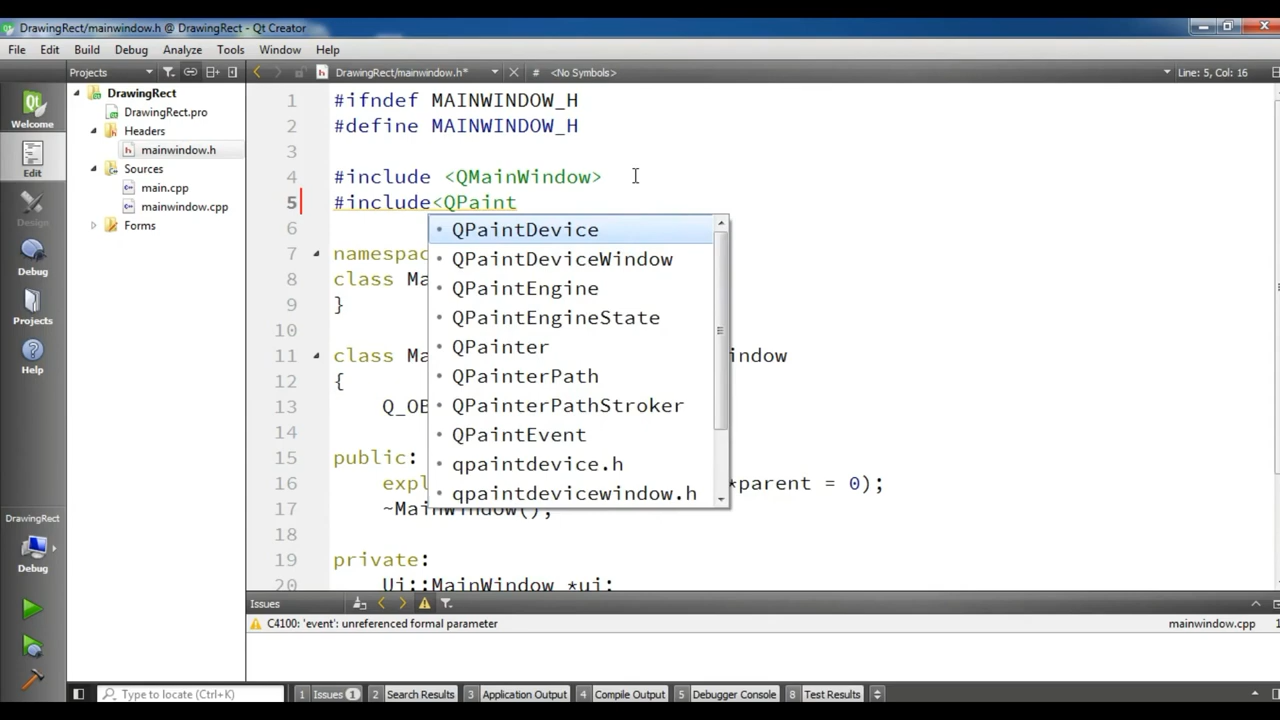 DrawingRect/mainwindow.h @ DrawingRect - Qt Creator
File Edit Build Debug Analyze Tools Window Help
Projects DrawingRect/mainwindow.h* # <No Symbols> Line: 5, Col: 16
Welcome
Edit
Design
Debug
Projects
Help
DrawingRect
Debug
DrawingRect
DrawingRect.pro
Headers
mainwindow.h
Sources
main.cpp
mainwindow.cpp
Forms
1 #ifndef MAINWINDOW_H
2 #define MAINWINDOW_H
3
4 #include <QMainWindow>
5 #include<QPaint
6
7 namespac
8 class Ma
9 }
10
11 class Ma indow
12 {
13 Q_OB
14
15 public:
16 expl *parent = 0);
17 ~MainWindow();
18
19 private:
20 Ui::MainWindow *ui;
QPaintDevice
QPaintDeviceWindow
QPaintEngine
QPaintEngineState
QPainter
QPainterPath
QPainterPathStroker
QPaintEvent
qpaintdevice.h
qpaintdevicewindow.h
Issues
C4100: 'event': unreferenced formal parameter mainwindow.cpp 1
Type to locate (Ctrl+K) 1 Issues 1 2 Search Results 3 Application Output 4 Compile Output 5 Debugger Console 8 Test Results